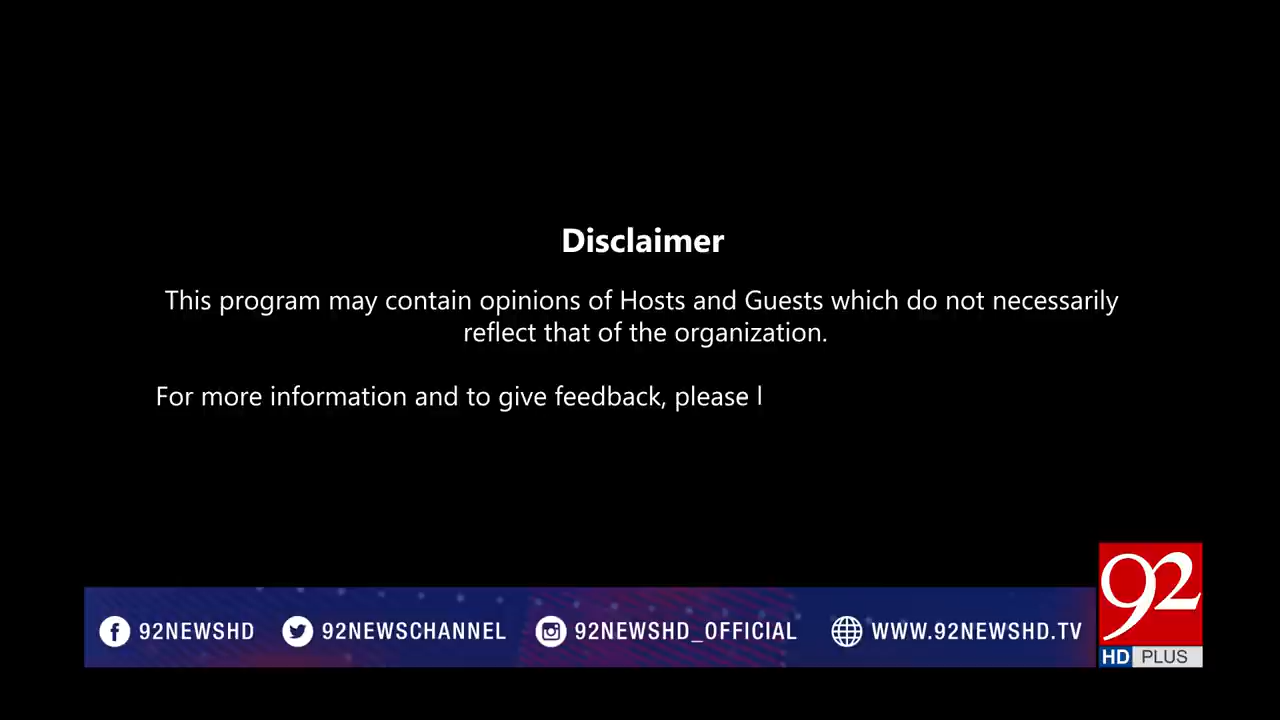 Disclaimer
This program may contain opinions of Hosts and Guests which do not necessarily
reflect that of the organization.
For more information and to give feedback, please l
92NEWSHD
92NEWSCHANNEL
92NEWSHD_OFFICIAL
WWW.92NEWSHD.TV
92
HD PLUS